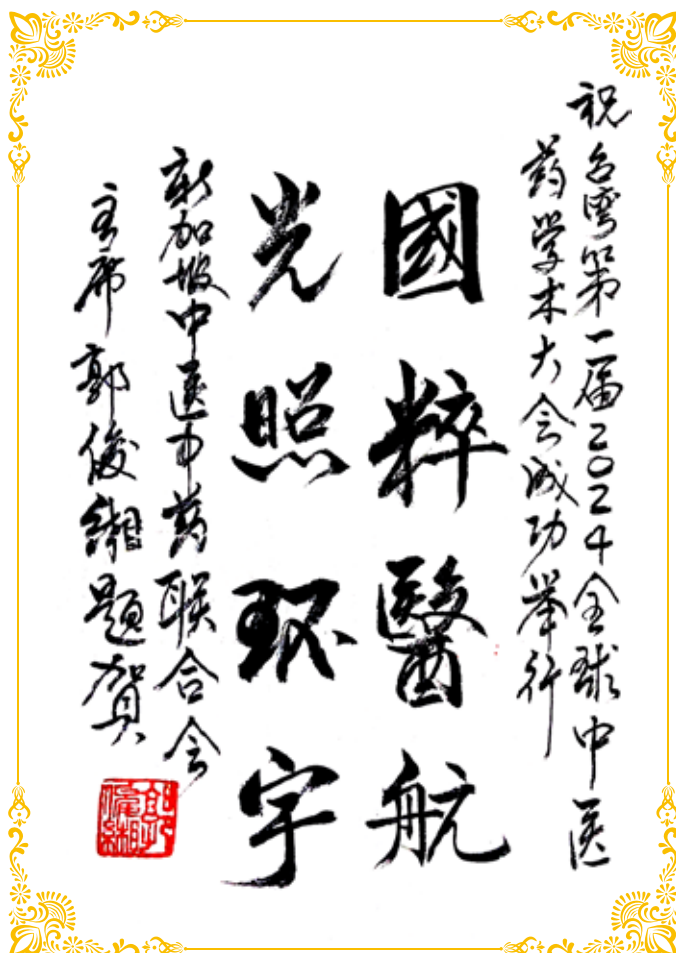 祝台湾第二届2024全球中医
药学术大会成功举行
國粹醫航
光照环宇
新加坡中医中药联合会
主席郭俊緗题贺